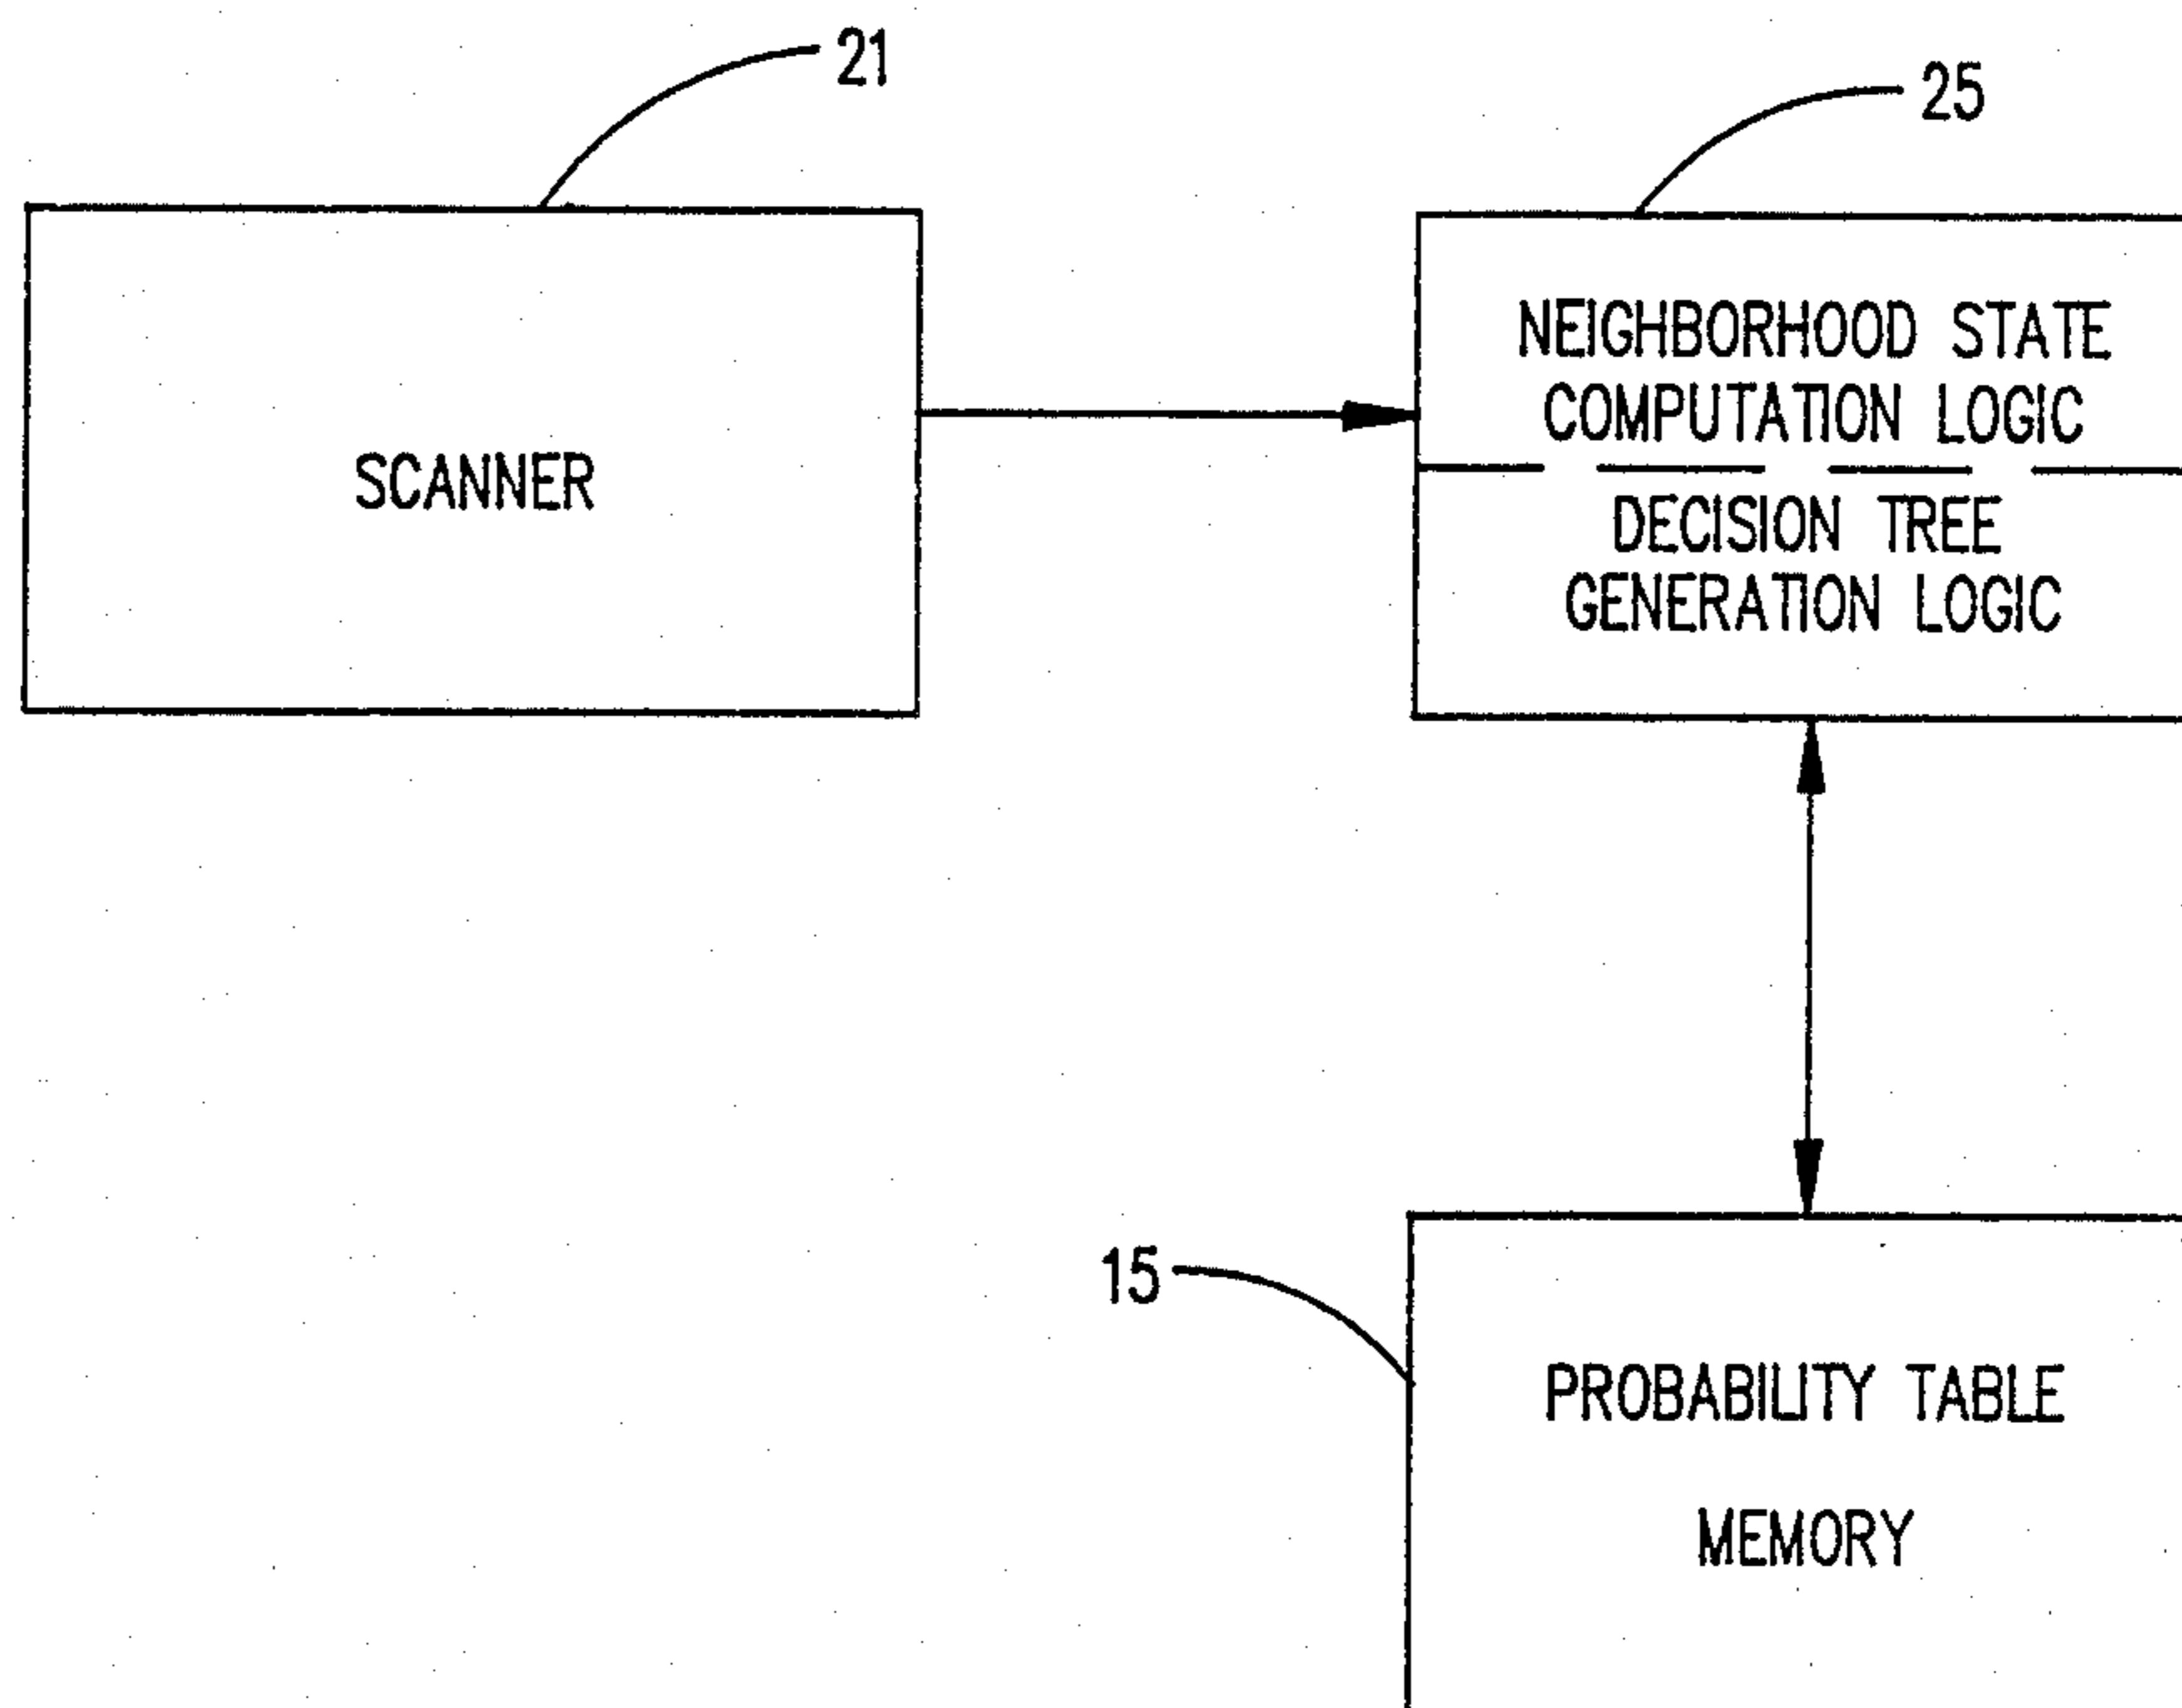 21
25
SCANNER
NEIGHBORHOOD STATE
COMPUTATION LOGIC
DECISION TREE
GENERATION LOGIC
15
PROBABILITY TABLE
MEMORY